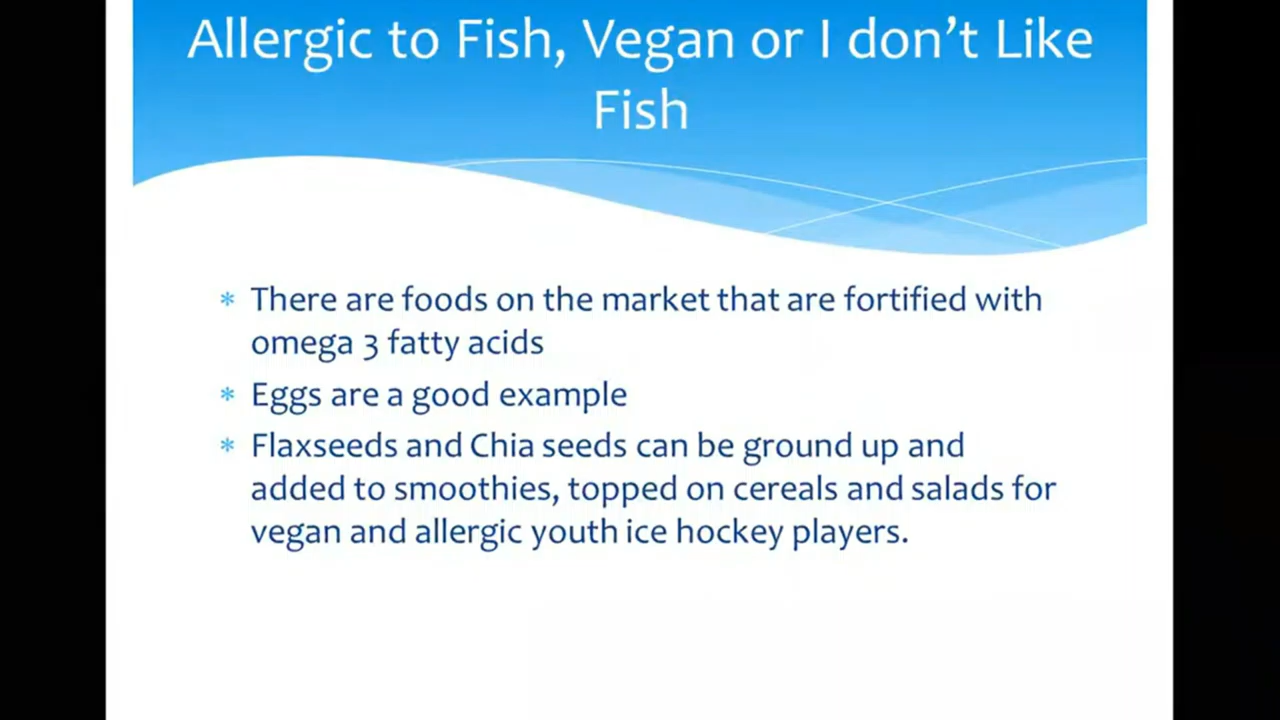 Allergic to Fish, Vegan or I don’t Like
Fish
* There are foods on the market that are fortified with
omega 3 fatty acids
* Eggs are a good example
* Flaxseeds and Chia seeds can be ground up and
added to smoothies, topped on cereals and salads for
vegan and allergic youth ice hockey players.